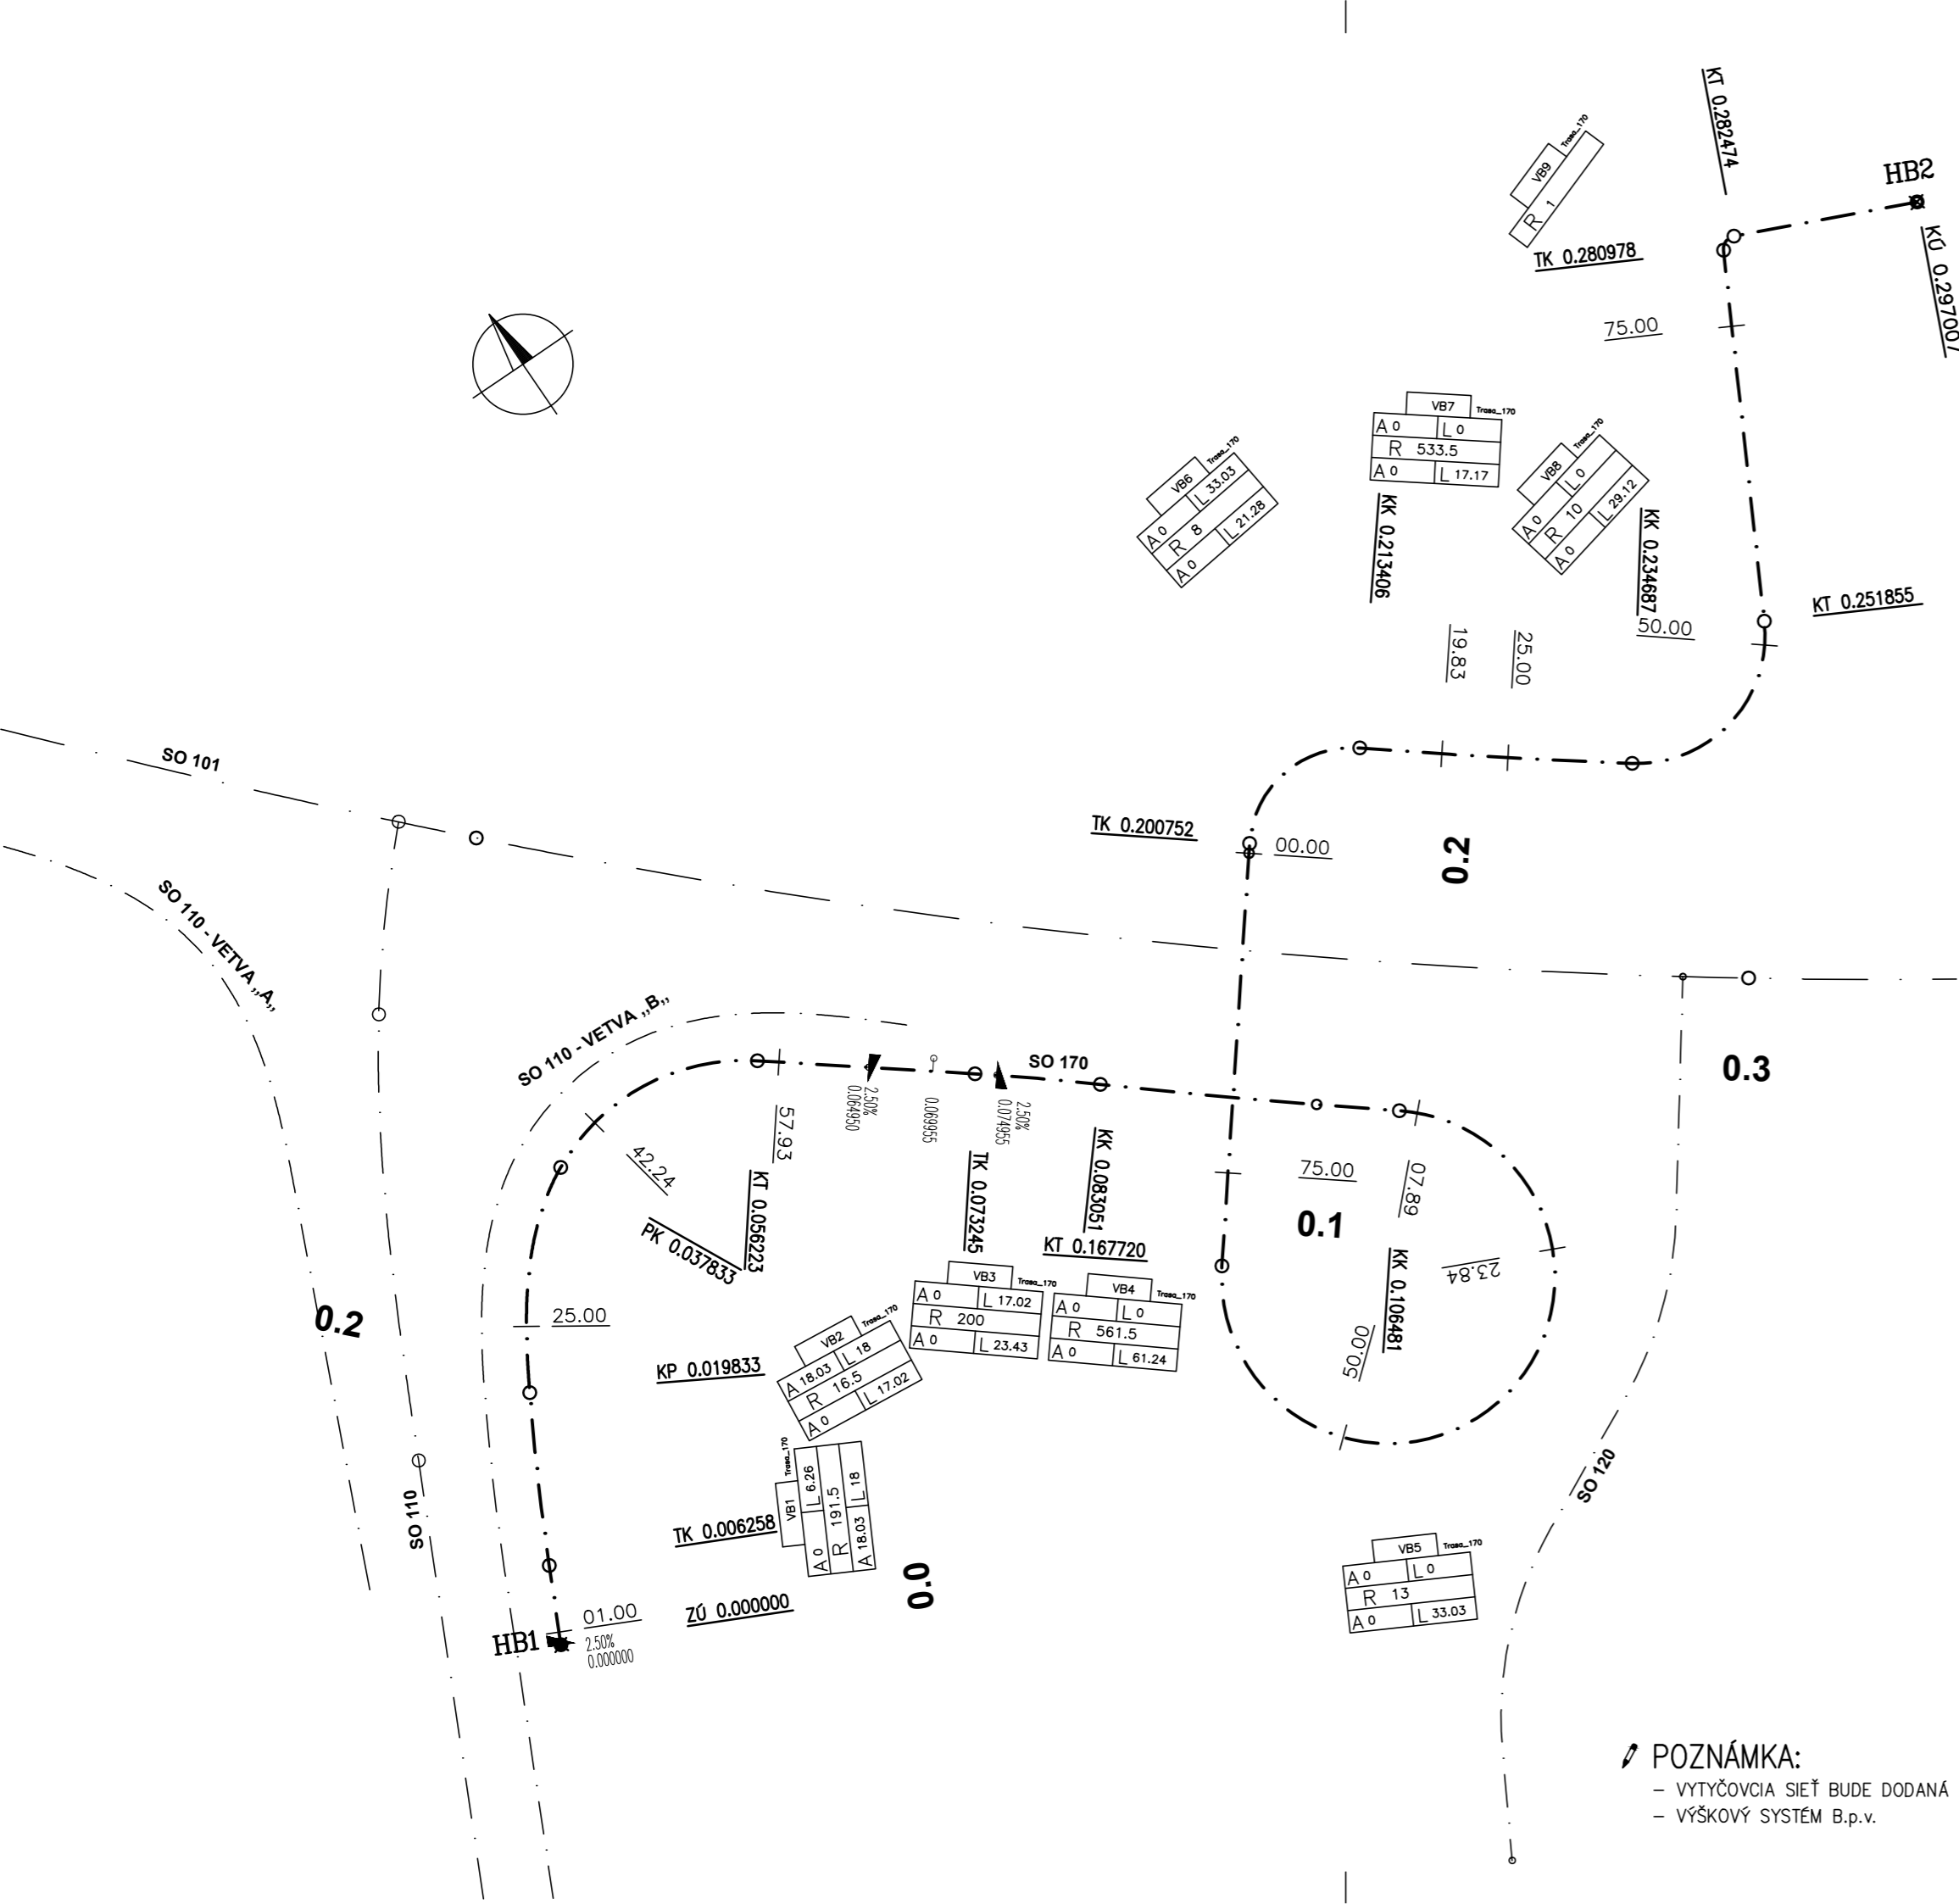 KT 0.282474
HB2
KÚ 0.297007
VB9
Trasa_170
R 1
TK 0.280978
75.00
VB7
Trasa_170
A 0 L 0
R 533.5
A 0 L 17.17
VB6
Trasa_170
A 0 L 33.03
R 8
A 0 L 21.28
VB8
Trasa_170
A 0 L 0
R 10
A 0 L 29.12
KK 0.213406
KK 0.234687
50.00
KT 0.251855
19.83
25.00
SO 101
TK 0.200752
00.00
0.2
SO 110 - VETVA ,,A,,
SO 110 - VETVA ,,B,,
SO 170
0.3
2.50%
0.064950
0.069955
2.50%
0.074955
57.93
42.24
PK 0.037833
KT 0.056223
TK 0.073245
KK 0.083051
KT 0.167720
75.00
07.89
0.1
KK 0.106481
23.84
50.00
0.2
25.00
KP 0.019833
VB3
Trasa_170
A 0 L 17.02
R 200
A 0 L 23.43
VB4
Trasa_170
A 0 L 0
R 561.5
A 0 L 61.24
VB2
Trasa_170
A 18.03 L 18
R 16.5
A 0 L 17.02
VB1
Trasa_170
A 0 L 6.26
R 191.5
A 18.03 L 18
TK 0.006258
SO 110
SO 120
0.0
ZÚ 0.000000
HB1
01.00
2.50%
0.000000
VB5
Trasa_170
A 0 L 0
R 13
A 0 L 33.03
POZNÁMKA:
– VYTYČOVCIA SIEŤ BUDE DODANÁ
– VÝŠKOVÝ SYSTÉM B.p.v.